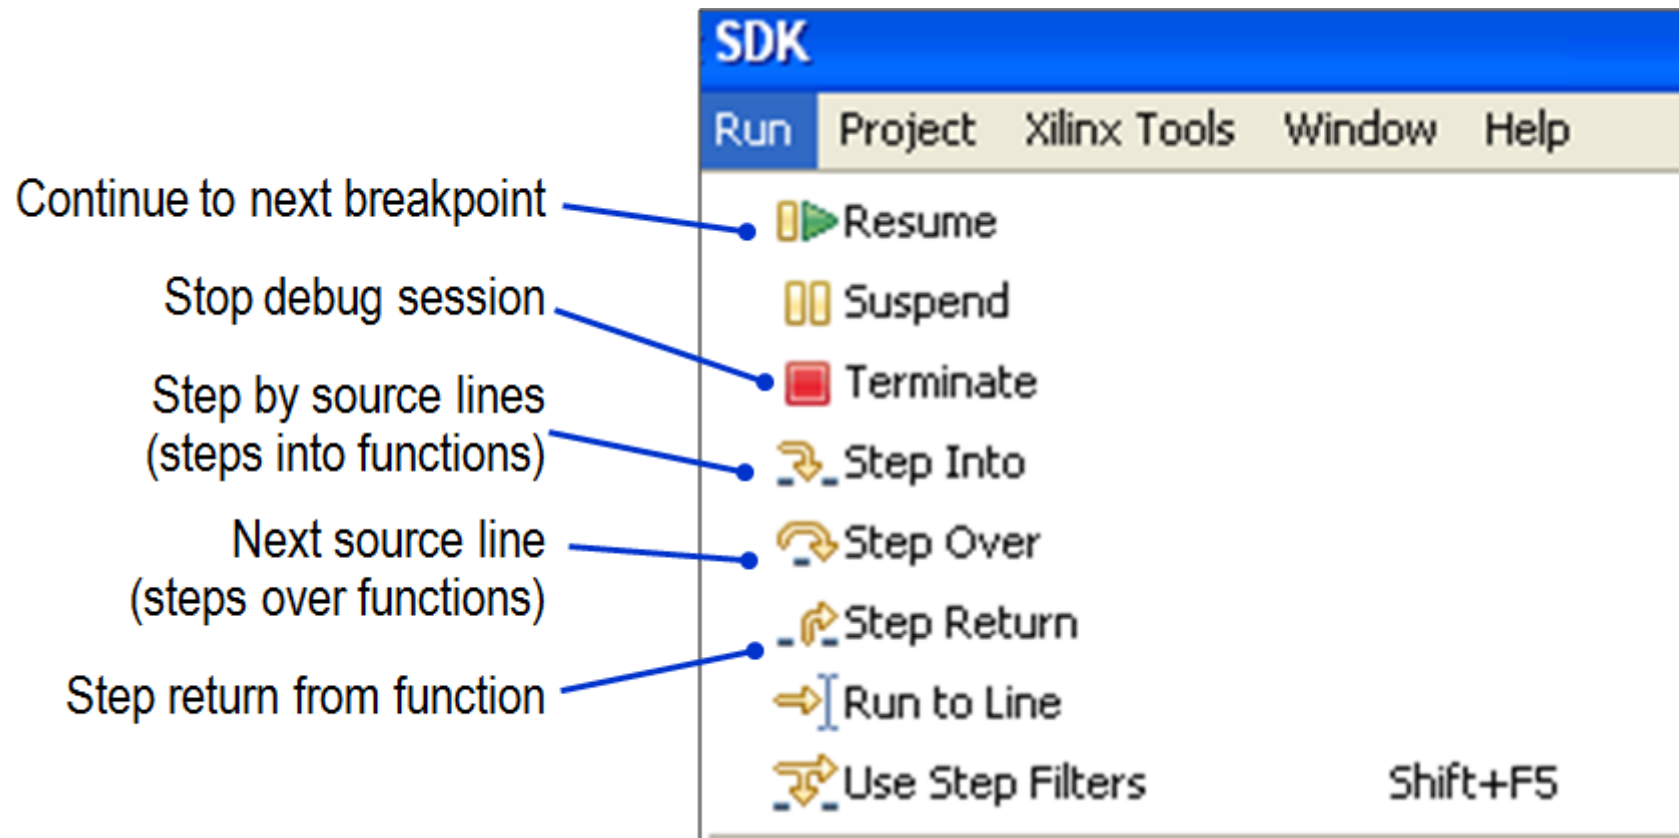 SDK
Run Project Xilinx Tools Window Help
Continue to next breakpoint
Resume
Suspend
Stop debug session
Terminate
Step by source lines
(steps into functions)
Step Into
Next source line
(steps over functions)
Step Over
Step Return
Step return from function
Run to Line
Use Step Filters Shift+F5